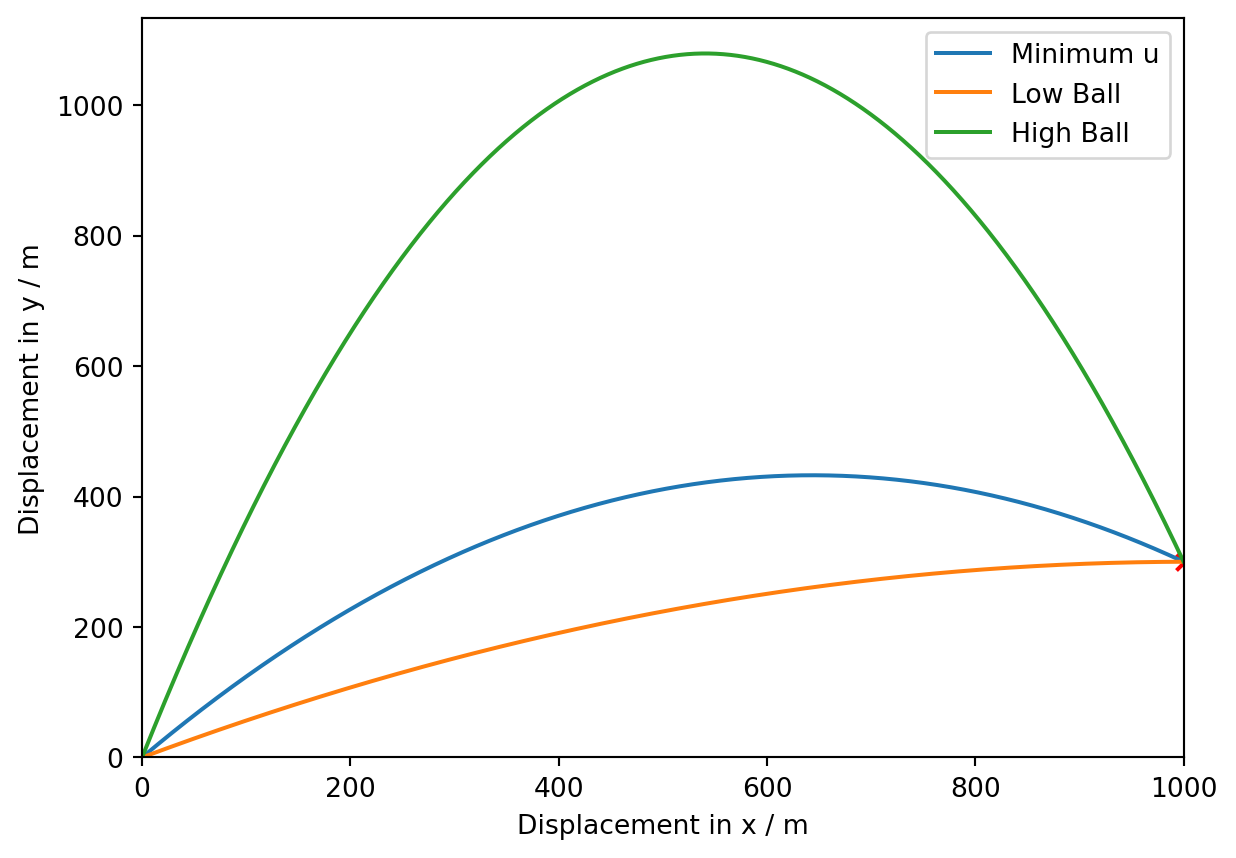 Minimum u
Low Ball
High Ball
1000
800
600
400
200
0
Displacement in y / m
0 200 400 600 800 1000
Displacement in x / m